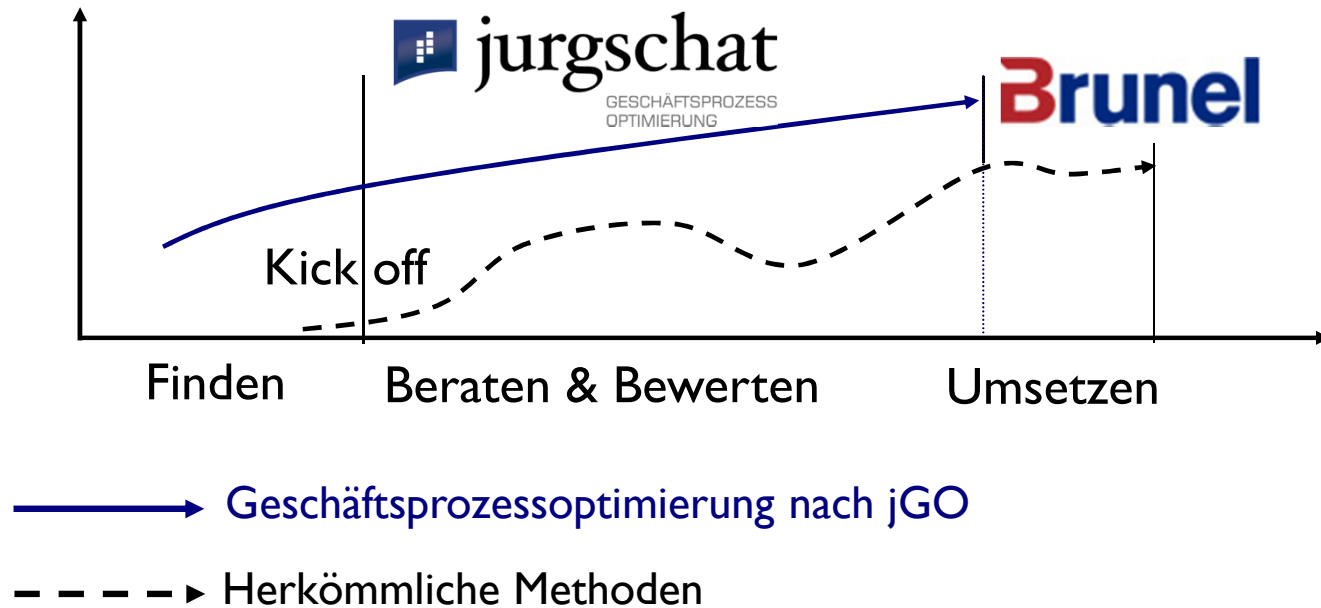 jurgschat
GESCHÄFTSPROZESS
OPTIMIERUNG
Brunel
Kick off
Finden
Beraten & Bewerten
Umsetzen
Geschäftsprozessoptimierung nach jGO
Herkömmliche Methoden